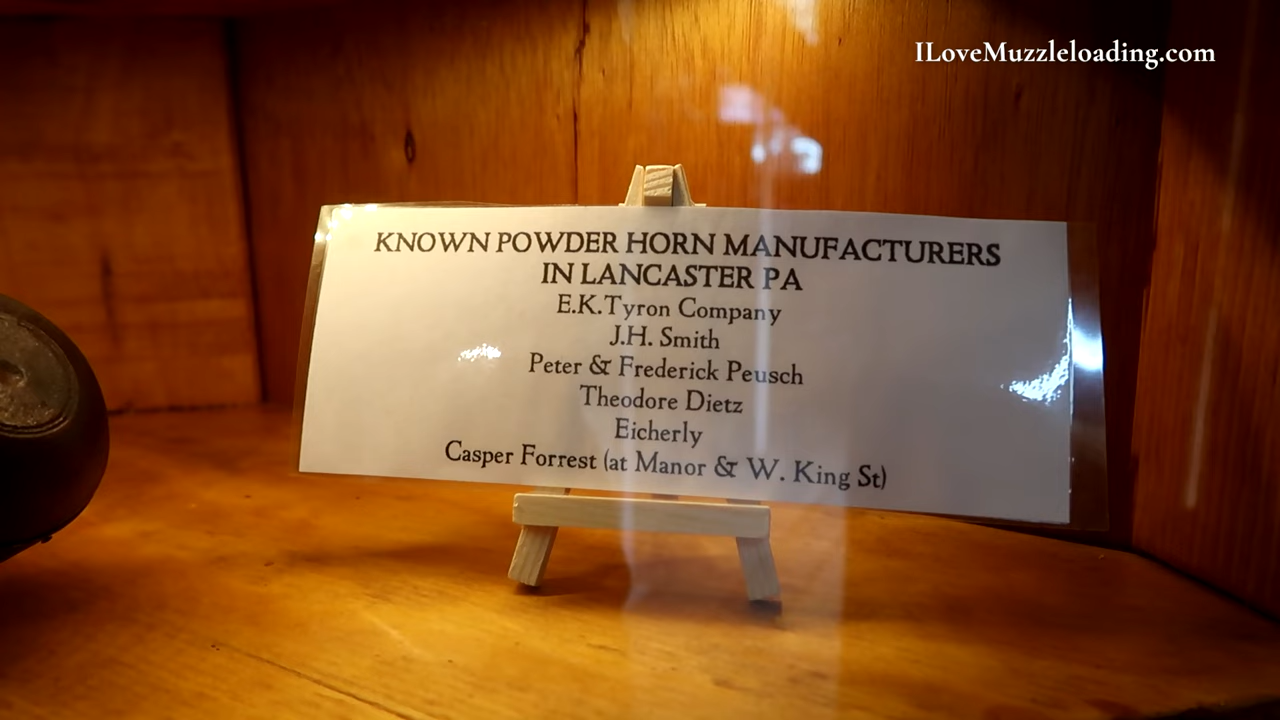 ILoveMuzzleloading.com
KNOWN POWDER HORN MANUFACTURERS
IN LANCASTER PA
E.K.Tyron Company
J.H. Smith
Peter & Frederick Peusch
Theodore Dietz
Eicherly
Casper Forrest (at Manor & W. King St)